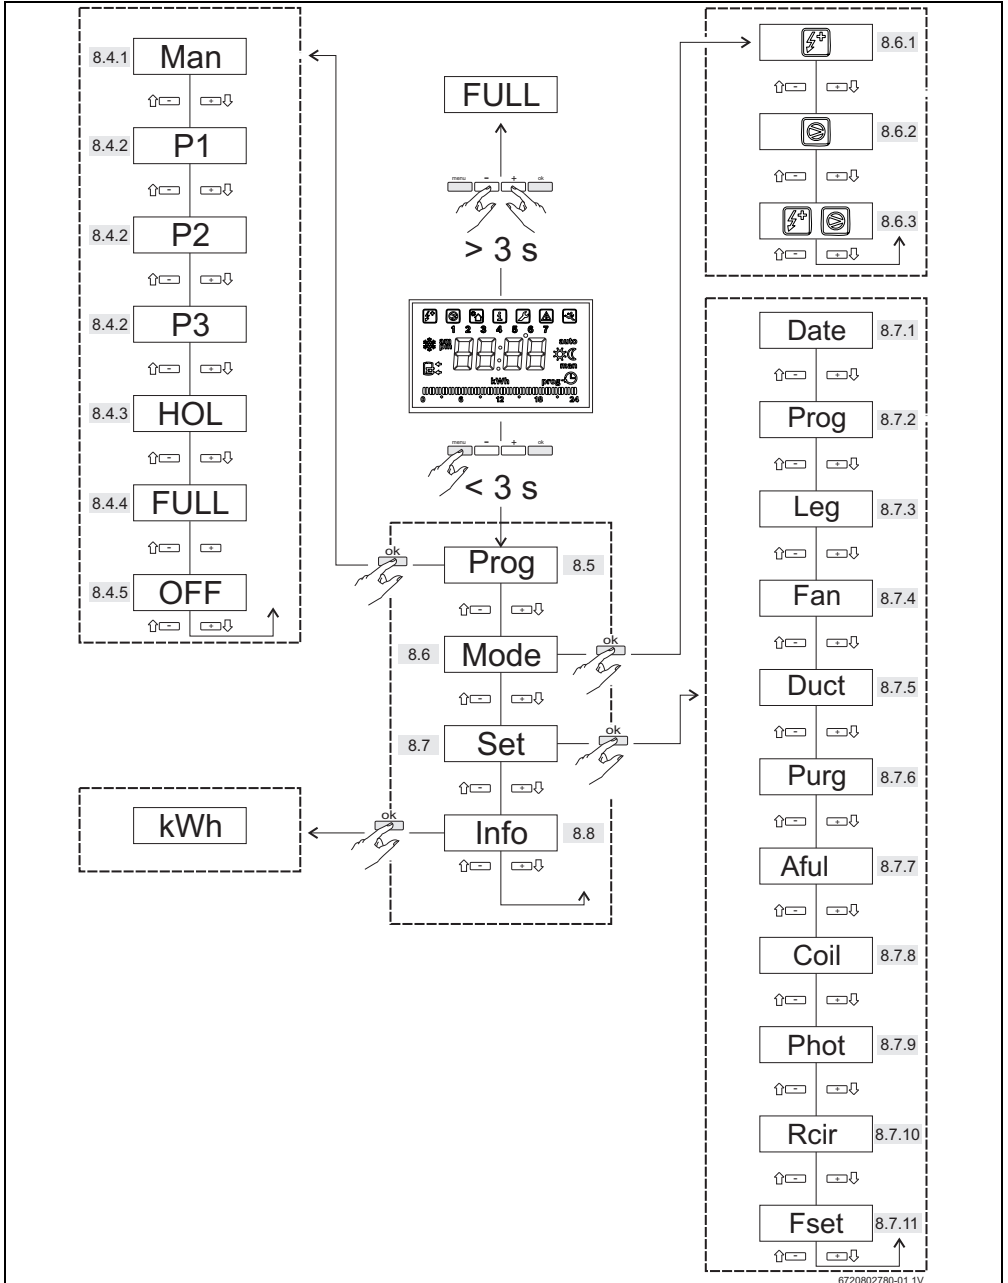 8.4.1 Man
- +
8.4.2 P1
- +
8.4.2 P2
- +
8.4.2 P3
- +
8.4.3 HOL
- +
8.4.4 FULL
- +
8.4.5 OFF
- +
FULL
menu - + ok
> 3 s
1 2 3 4 5 6 7
am
pm
88:88
auto
man
kWh prog
0 6 12 18 24
menu - + ok
< 3 s
ok
Prog 8.5
- +
8.6 Mode
ok
- +
8.7 Set
ok
- +
ok
Info 8.8
- +
kWh
8.6.1
- +
8.6.2
- +
8.6.3
- +
Date 8.7.1
- +
Prog 8.7.2
- +
Leg 8.7.3
- +
Fan 8.7.4
- +
Duct 8.7.5
- +
Purg 8.7.6
- +
Aful 8.7.7
- +
Coil 8.7.8
- +
Phot 8.7.9
- +
Rcir 8.7.10
- +
Fset 8.7.11
- +
6720802780-01.1V